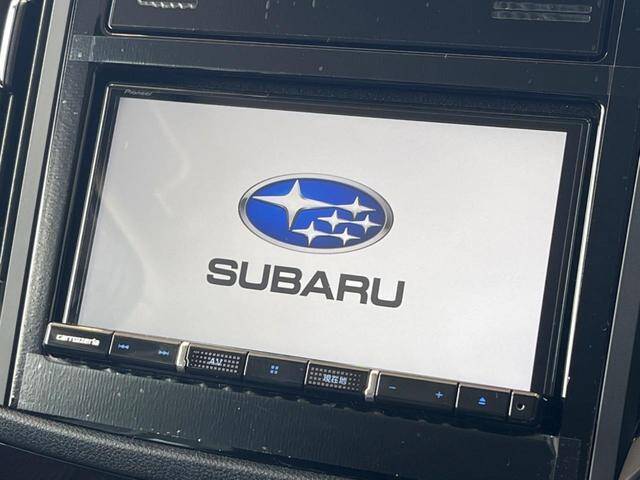 Pioneer
SUBARU
carrozzeria
AV
現在地